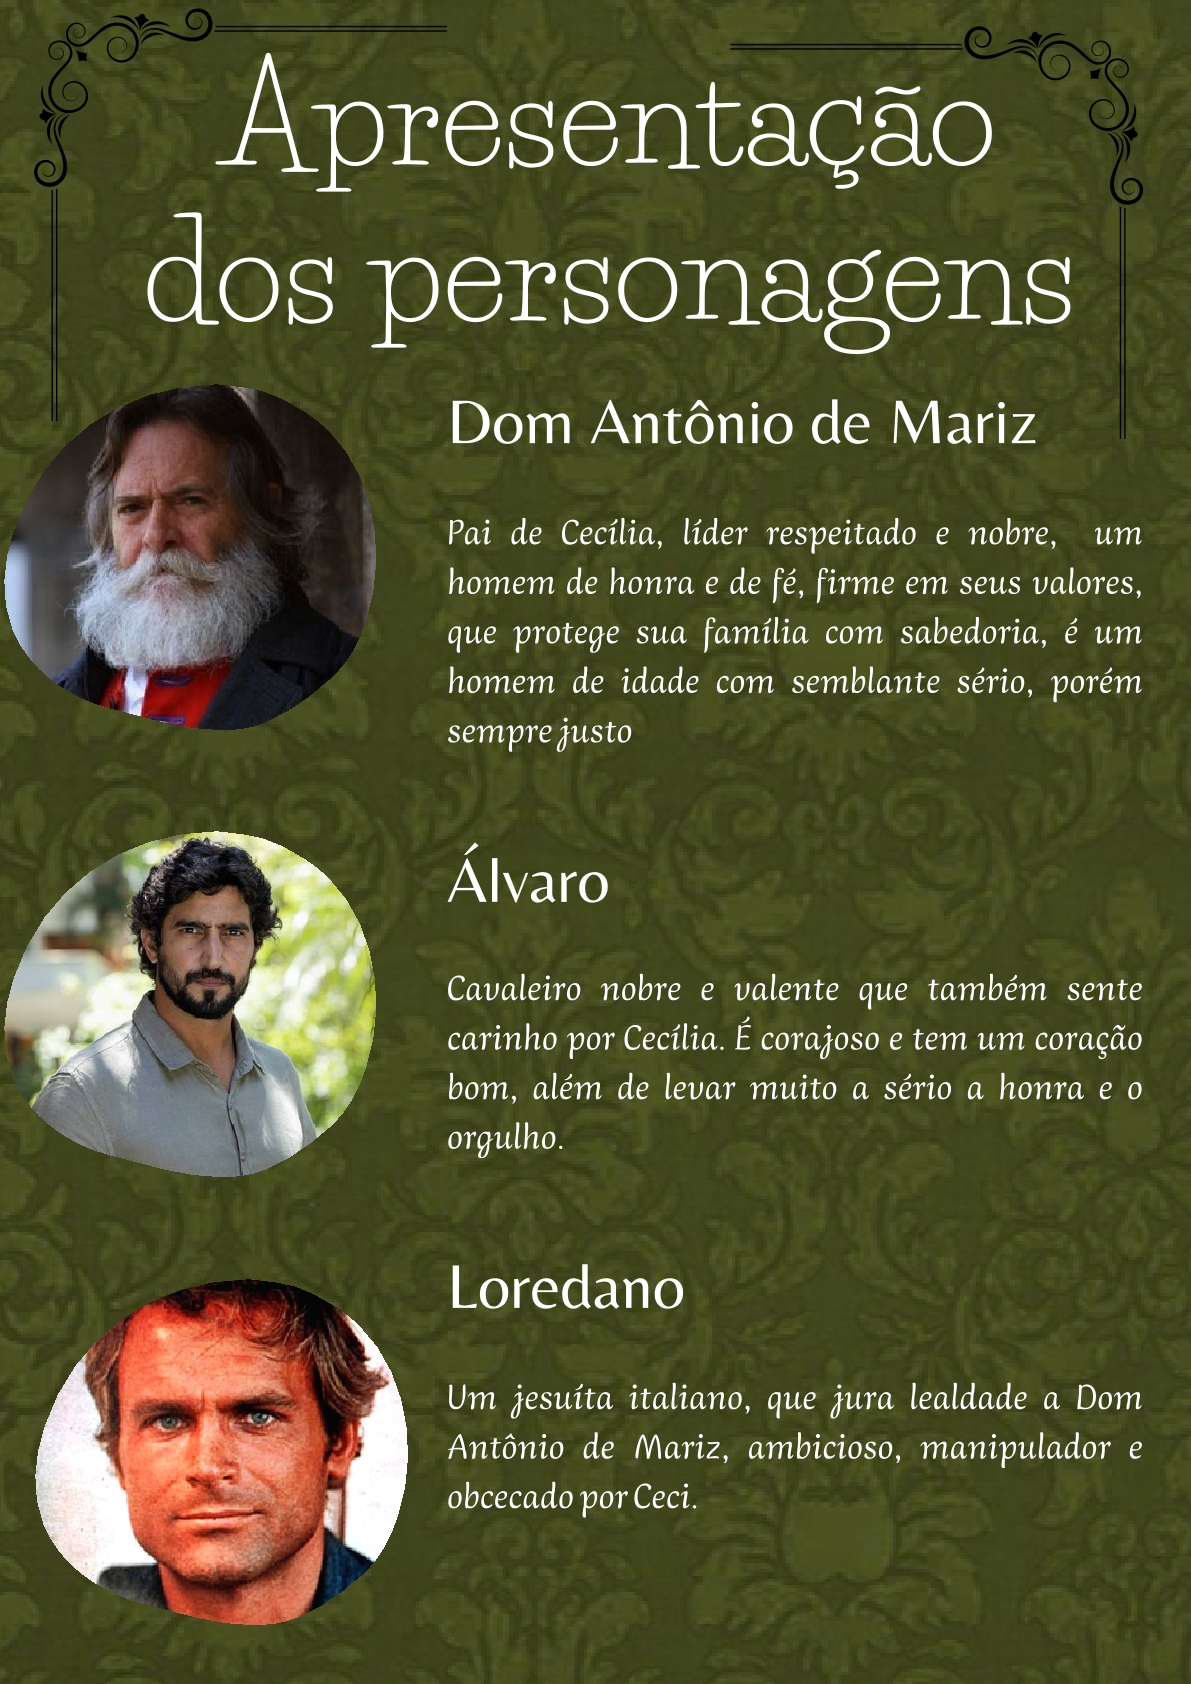 Apresentação
dos personagens
Dom Antônio de Mariz
Pai de Cecília, líder respeitado e nobre, um
homem de honra e de fé, firme em seus valores,
que protege sua família com sabedoria, é um
homem de idade com semblante sério, porém
sempre justo
Álvaro
Cavaleiro nobre e valente que também sente
carinho por Cecília. É corajoso e tem um coração
bom, além de levar muito a sério a honra e o
orgulho.
Loredano
Um jesuíta italiano, que jura lealdade a Dom
Antônio de Mariz, ambicioso, manipulador e
obcecado por Ceci.